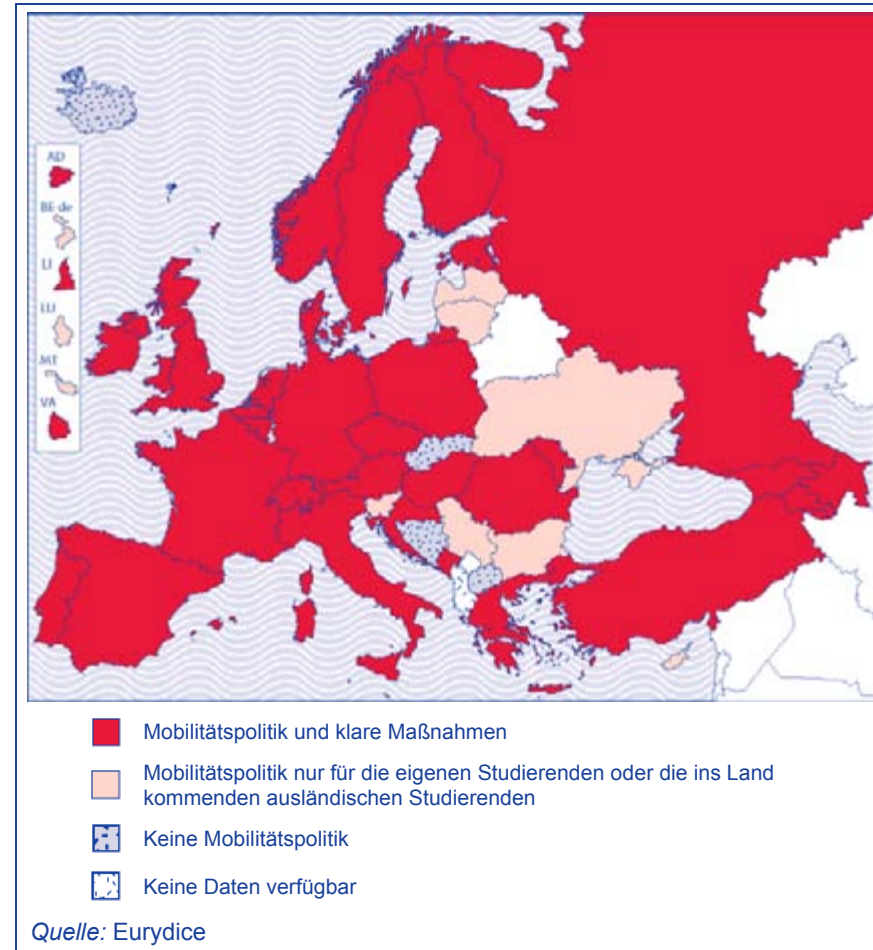 AD
BE-de
LI
LU
MT
VA
Mobilitätspolitik und klare Maßnahmen
Mobilitätspolitik nur für die eigenen Studierenden oder die ins Land
kommenden ausländischen Studierenden
Keine Mobilitätspolitik
Keine Daten verfügbar
Quelle: Eurydice